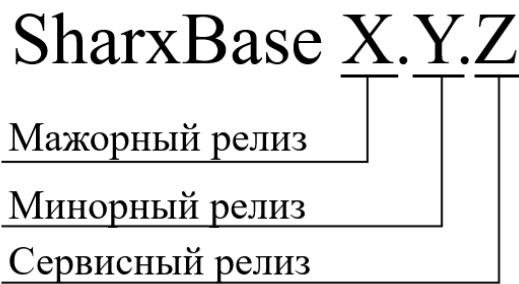 SharxBase X.Y.Z
Мажорный релиз
Минорный релиз
Сервисный релиз